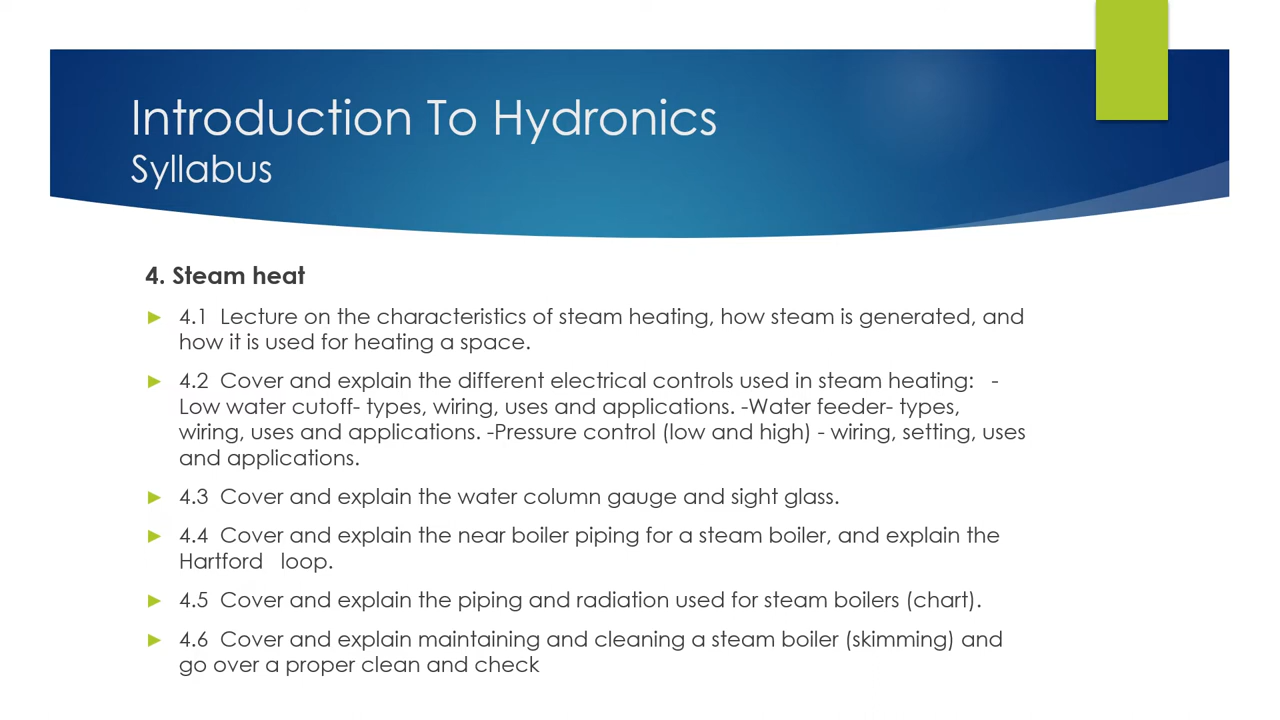 Introduction To Hydronics
Syllabus
4. Steam heat
4.1 Lecture on the characteristics of steam heating, how steam is generated, and
how it is used for heating a space.
4.2 Cover and explain the different electrical controls used in steam heating: -
Low water cutoff- types, wiring, uses and applications. -Water feeder- types,
wiring, uses and applications. -Pressure control (low and high) - wiring, setting, uses
and applications.
4.3 Cover and explain the water column gauge and sight glass.
4.4 Cover and explain the near boiler piping for a steam boiler, and explain the
Hartford loop.
4.5 Cover and explain the piping and radiation used for steam boilers (chart).
4.6 Cover and explain maintaining and cleaning a steam boiler (skimming) and
go over a proper clean and check